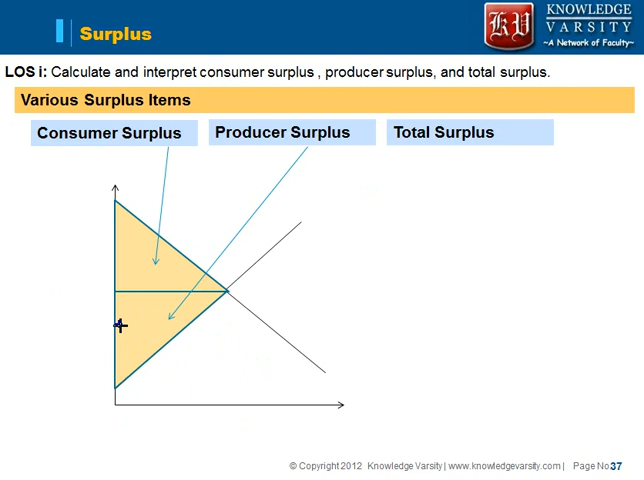 Surplus
KNOWLEDGE
VARSITY
~A Network of Faculty~
LOS i: Calculate and interpret consumer surplus , producer surplus, and total surplus.
Various Surplus Items
Consumer Surplus
Producer Surplus
Total Surplus
© Copyright 2012 Knowledge Varsity | www.knowledgevarsity.com | Page No 37